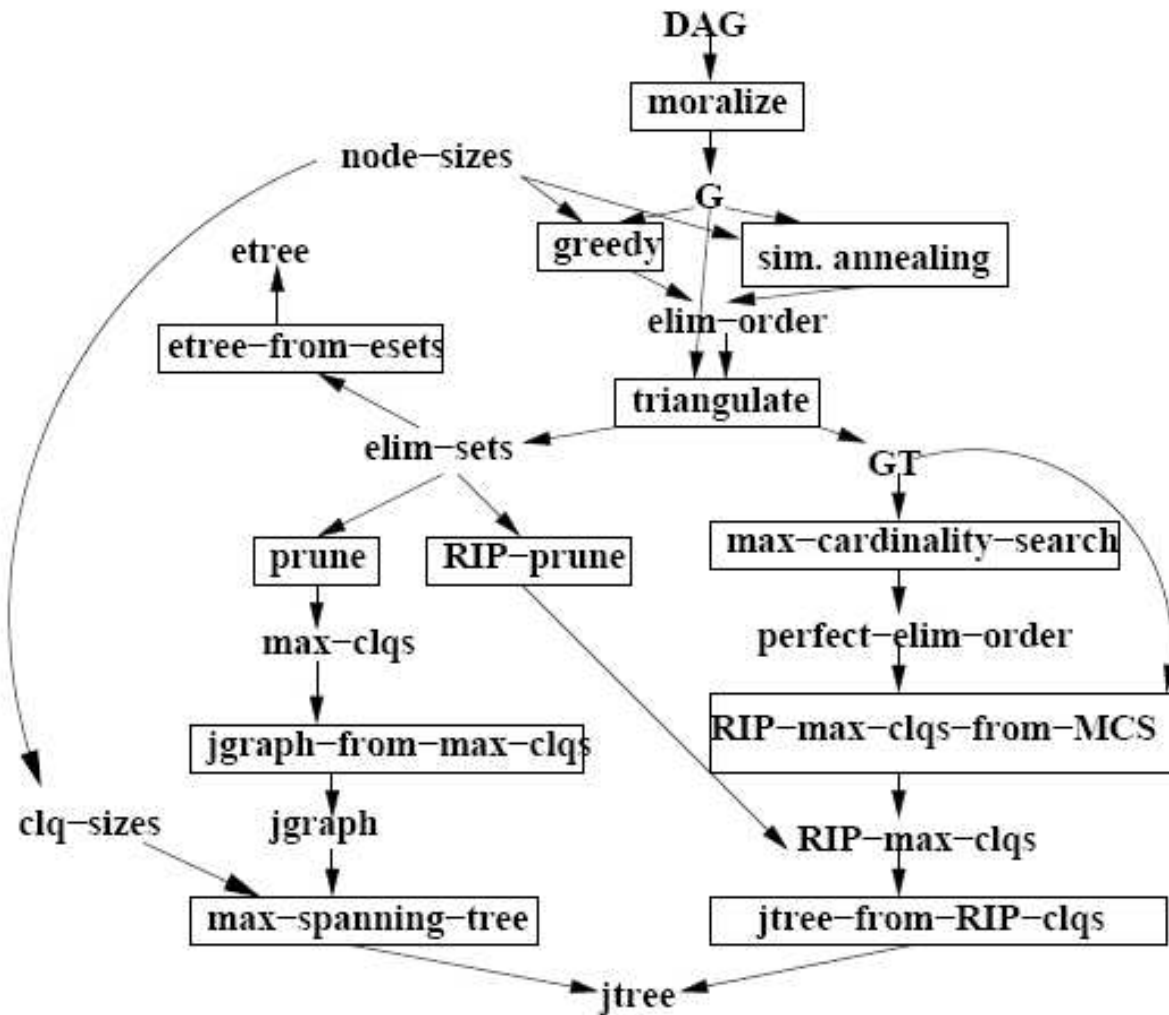 DAG
moralize
node−sizes
G
greedy
sim. annealing
etree
elim−order
etree−from−esets
triangulate
elim−sets
GT
prune
RIP−prune
max−cardinality−search
max−clqs
perfect−elim−order
jgraph−from−max−clqs
RIP−max−clqs−from−MCS
clq−sizes
jgraph
RIP−max−clqs
max−spanning−tree
jtree−from−RIP−clqs
jtree